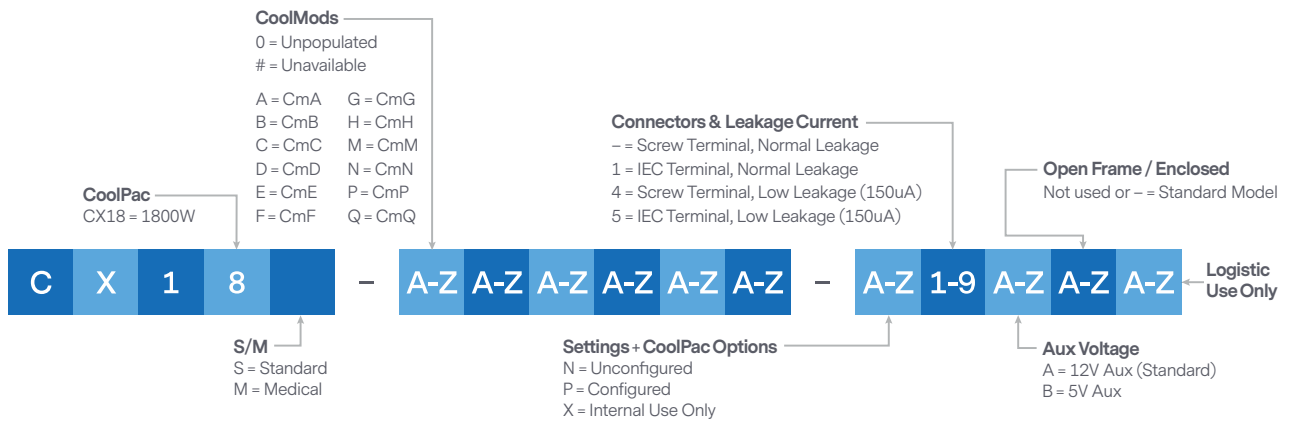 CoolMods
0 = Unpopulated
# = Unavailable
A = CmA G = CmG
B = CmB H = CmH
C = CmC M = CmM
D = CmD N = CmN
E = CmE P = CmP
F = CmF Q = CmQ
Connectors & Leakage Current
– = Screw Terminal, Normal Leakage
1 = IEC Terminal, Normal Leakage
4 = Screw Terminal, Low Leakage (150uA)
5 = IEC Terminal, Low Leakage (150uA)
Open Frame / Enclosed
Not used or – = Standard Model
CoolPac
CX18 = 1800W
C X 1 8 – A-Z A-Z A-Z A-Z A-Z A-Z – A-Z 1-9 A-Z A-Z A-Z
Logistic
Use Only
S/M
S = Standard
M = Medical
Settings + CoolPac Options
N = Unconfigured
P = Configured
X = Internal Use Only
Aux Voltage
A = 12V Aux (Standard)
B = 5V Aux